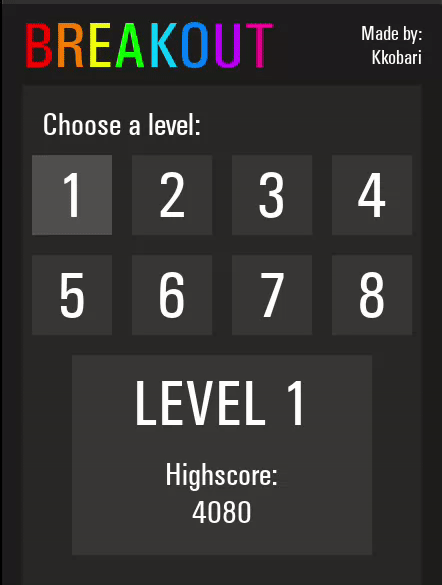 BREAKOUT
Made by:
Kkobari
Choose a level:
1 2 3 4
5 6 7 8
LEVEL 1
Highscore:
4080